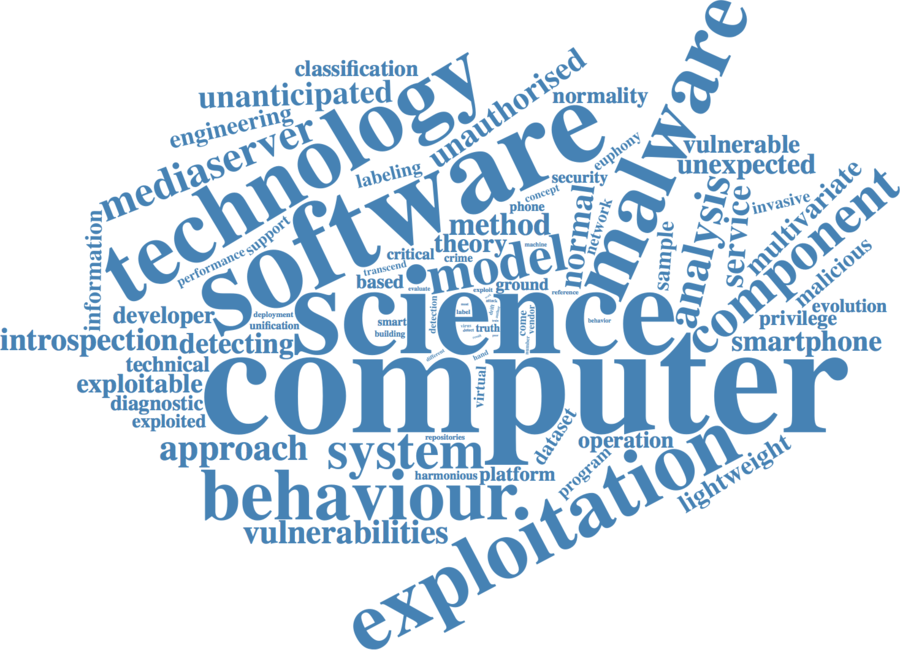 classification
unanticipated
engineering
mediaserver
technology
labeling
unauthorised
normality
software
euphony
malware
vulnerable
unexpected
security
concept
phone
method
theory
machine
critical
crime
transcend
based
evaluate
model
ground
exploit
reference
normal
network
sample
analysis
service
invasive
multivariate
component
malicious
evolution
privilege
smartphone
information
performance
support
developer
deployment
unification
introspection
detecting
science
smart
building
detection
label
truth
come
vendor
behavior
technical
exploitable
diagnostic
exploited
computer
different
hand
virtual
approach
system
repositories
harmonious
platform
dataset
operation
program
lightweight
behaviour
vulnerabilities
exploitation